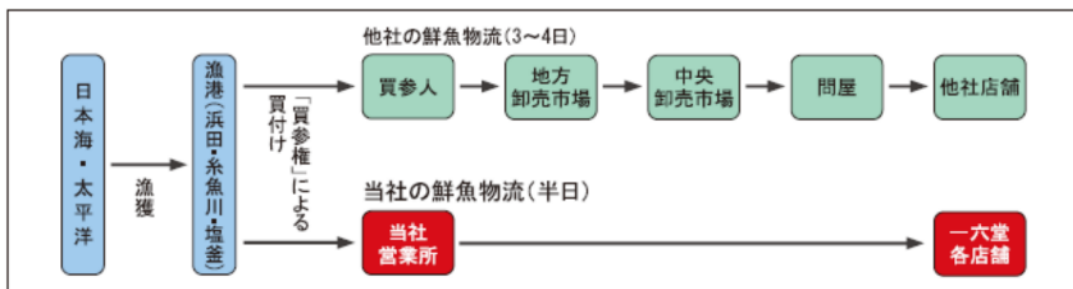 他社の鮮魚物流(3〜4日)
日本海・太平洋
漁獲
漁港(浜田・糸魚川・塩釜)
「買参権」による
買付け
買参人
地方
卸売市場
中央
卸売市場
問屋
他社店舗
当社の鮮魚物流(半日)
当社
営業所
一六堂
各店舗